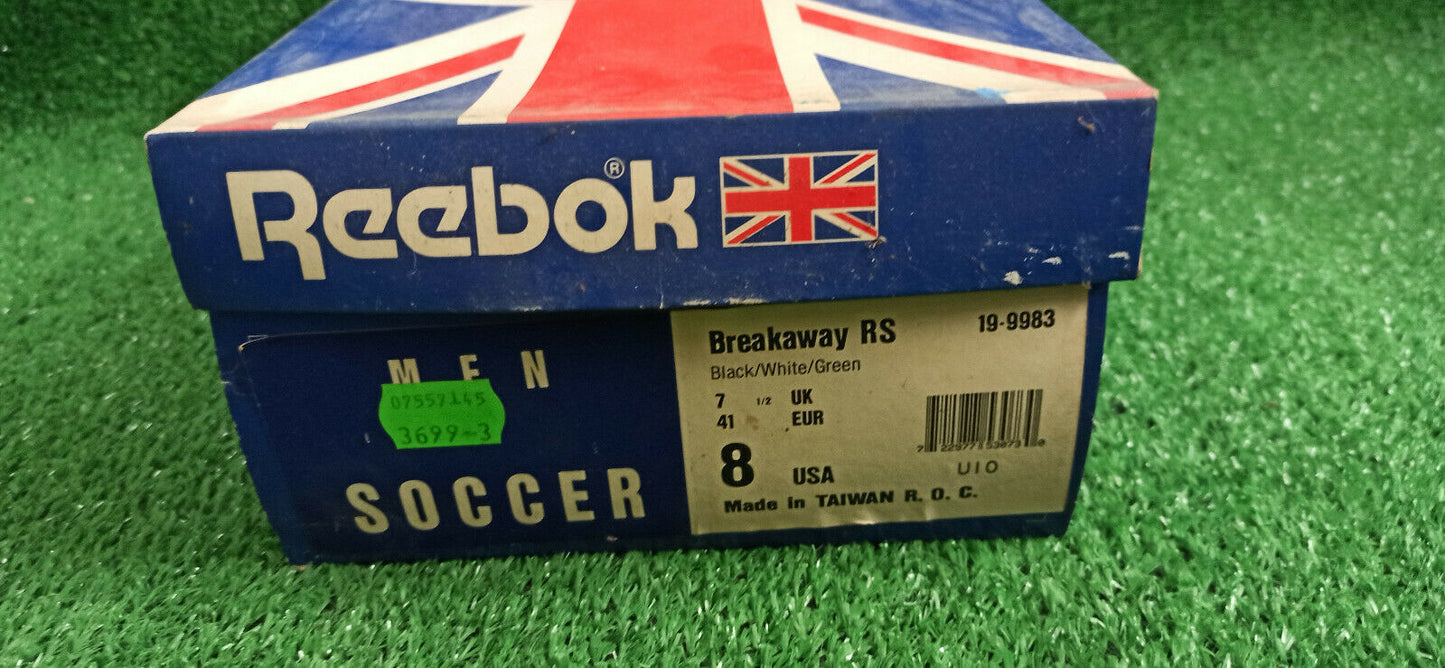 Reebok®
MEN
07557145
3699-3
SOCCER
Breakaway RS 19-9983
Black/White/Green
7 1/2 UK
41 EUR
8 USA
UIO
Made in TAIWAN R. O. C.